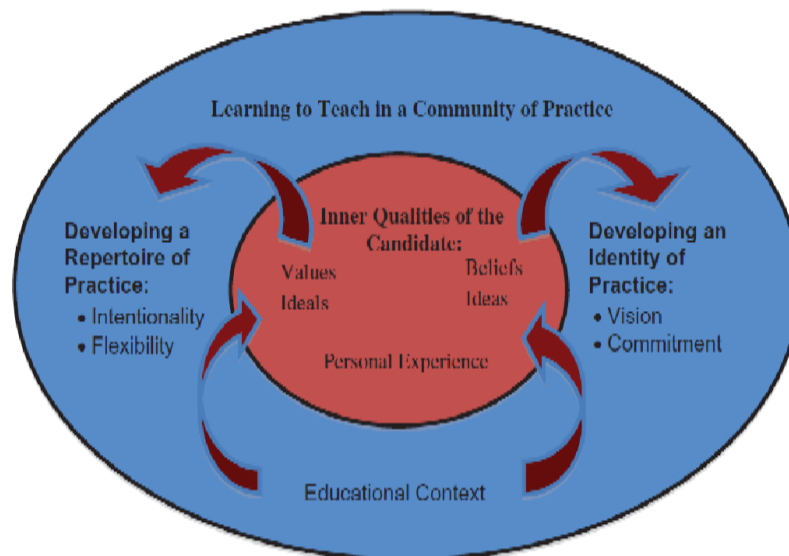 Learning to Teach in a Community of Practice
Inner Qualities of the
Candidate:
Values
Ideals
Beliefs
Ideas
Personal Experience
Developing a
Repertoire of
Practice:
• Intentionality
• Flexibility
Developing an
Identity of
Practice:
• Vision
• Commitment
Educational Context